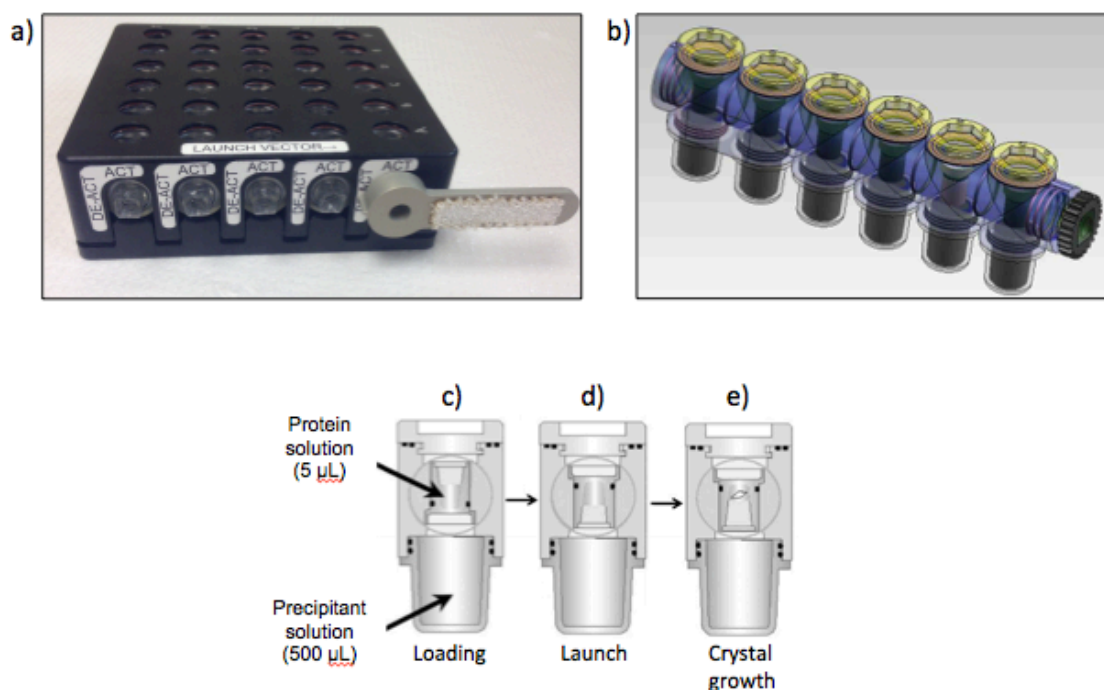 a)
b)
LAUNCH VECTOR→
ACT ACT ACT ACT ACT
DE-ACT DE-ACT DE-ACT DE-ACT
A
c) d) e)
Protein
solution
(5 µL)
Precipitant
solution
(500 µL)
Loading Launch Crystal
growth